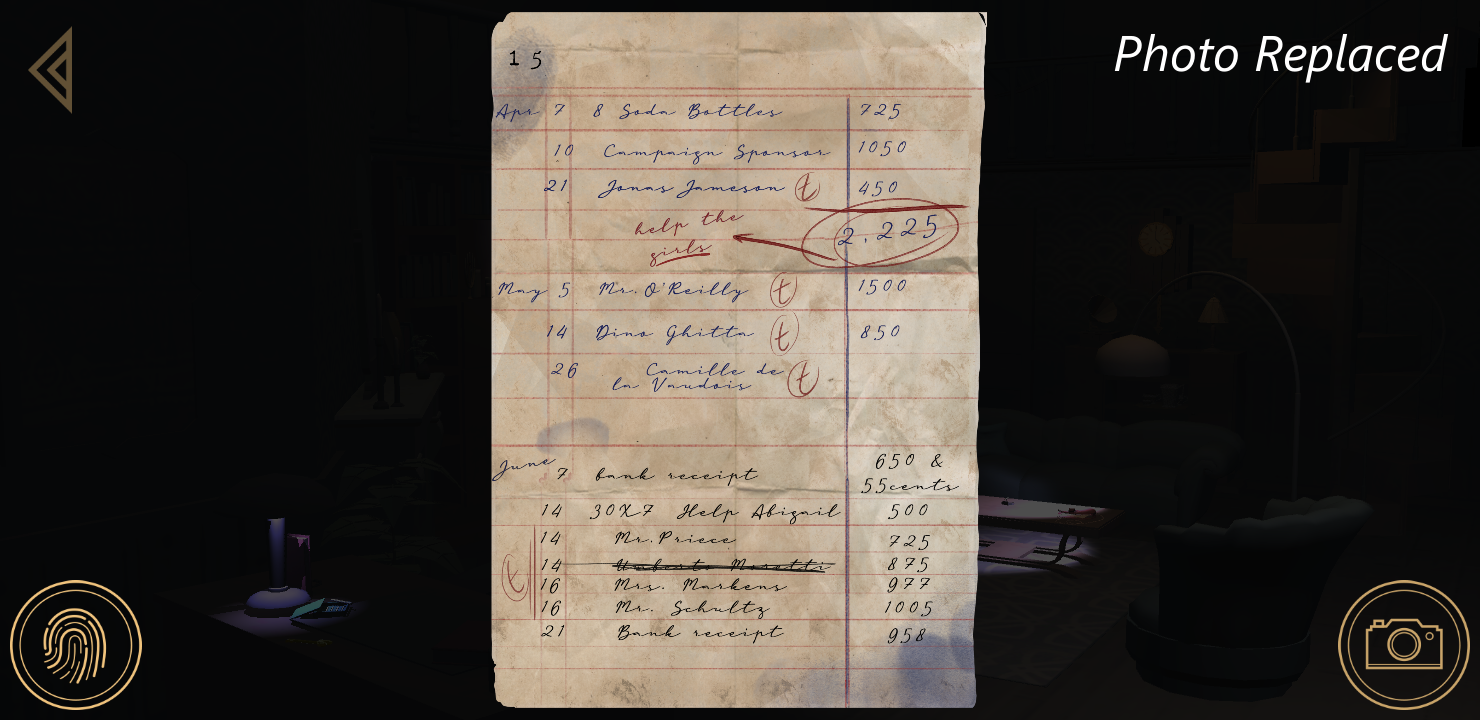 Photo Replaced
15
Apr 7 8 Soda Bottles 725
10 Campaign Sponsor 1050
21 Jonas Jameson t 450
help the 2.225
girls
May 5 Mr. O'Reilly t 1500
14 Dino Ghitta t 850
26 Camille de t
la Vaudois
June 7 bank receipt 650 &
55cents
14 30X7 Help Abigail 500
14 Mr. Priece 725
t 14 Umberto Moretti 875
16 Mrs. Markens 977
16 Mr. Schultz 1005
21 Bank receipt 958